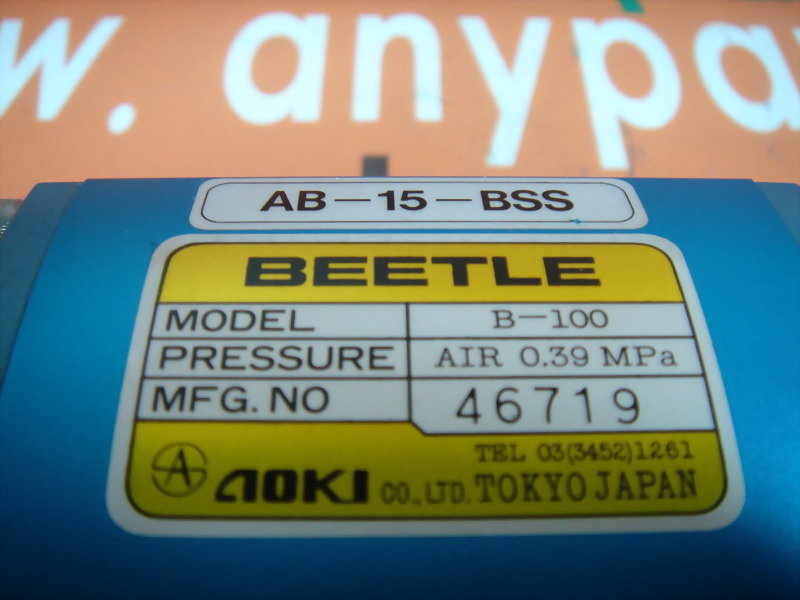 w. anypa
AB-15-BSS
BEETLE
MODEL B-100
PRESSURE AIR 0.39 MPa
MFG. NO 46719
TEL 03(3452)1261
AOKI CO., LTD. TOKYO JAPAN